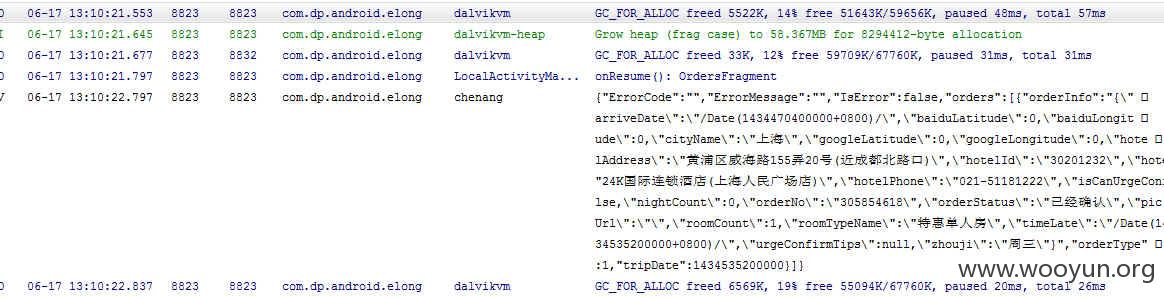 06-17 13:10:21.553 8823 8823 com.dp.android.elong dalvikvm GC_FOR_ALLOC freed 5522K, 14% free 51643K/59656K, paused 48ms, total 57ms
I 06-17 13:10:21.645 8823 8832 com.dp.android.elong dalvikvm-heap Grow heap (frag case) to 58.367MB for 8294412-byte allocation
06-17 13:10:21.677 8823 8832 com.dp.android.elong dalvikvm GC_FOR_ALLOC freed 33K, 12% free 59709K/67760K, paused 31ms, total 31ms
06-17 13:10:21.797 8823 8823 com.dp.android.elong LocalActivityMa... onResume(): OrdersFragment
V 06-17 13:10:22.797 8823 8823 com.dp.android.elong chenang {"ErrorCode":"","ErrorMessage":"","IsError":false,"orders":[{"orderInfo":"{\"
arriveDate\":\"/Date(1434470400000+0800)/\",\"baiduLatitude\":0,\"baiduLongit
ude\":0,\"cityName\":\"上海\",\"googleLatitude\":0,\"googleLongitude\":0,\"hote
lAddress\":\"黄浦区威海路155弄20号(近成都北路口)\",\"hotelId\":\"30201232\",\"hote
"24K国际连锁酒店(上海人民广场店)\",\"hotelPhone\":\"021-51181222\",\"isCanUrgeConf
lse,\"nightCount\":0,\"orderNo\":\"305854618\",\"orderStatus\":\"已经确认\",\"pic
Url\":\"\",\"roomCount\":1,\"roomTypeName\":\"特惠单人房\",\"timeLate\":\"/Date(14
34535200000+0800)/\",\"urgeConfirmTips\":null,\"zhouji\":\"周三\"}","orderType"
:1,"tripDate":1434535200000}]}
06-17 13:10:22.837 8823 8823 com.dp.android.elong dalvikvm GC_FOR_ALLOC freed 6569K, 19% free 55094K/67760K, paused 20ms, total 26ms
www.wooyun.org